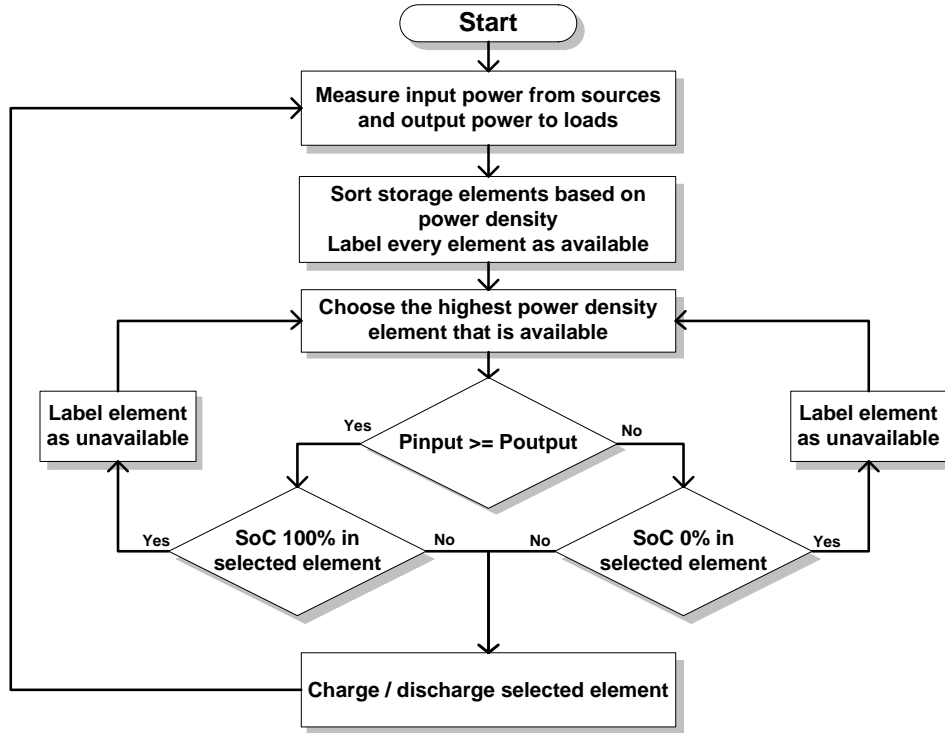 Start
Measure input power from sources
and output power to loads
Sort storage elements based on
power density
Label every element as available
Choose the highest power density
element that is available
Label element
as unavailable
Label element
as unavailable
Yes
Pinput >= Poutput
No
Yes
SoC 100% in
selected element
No
No
SoC 0% in
selected element
Yes
Charge / discharge selected element